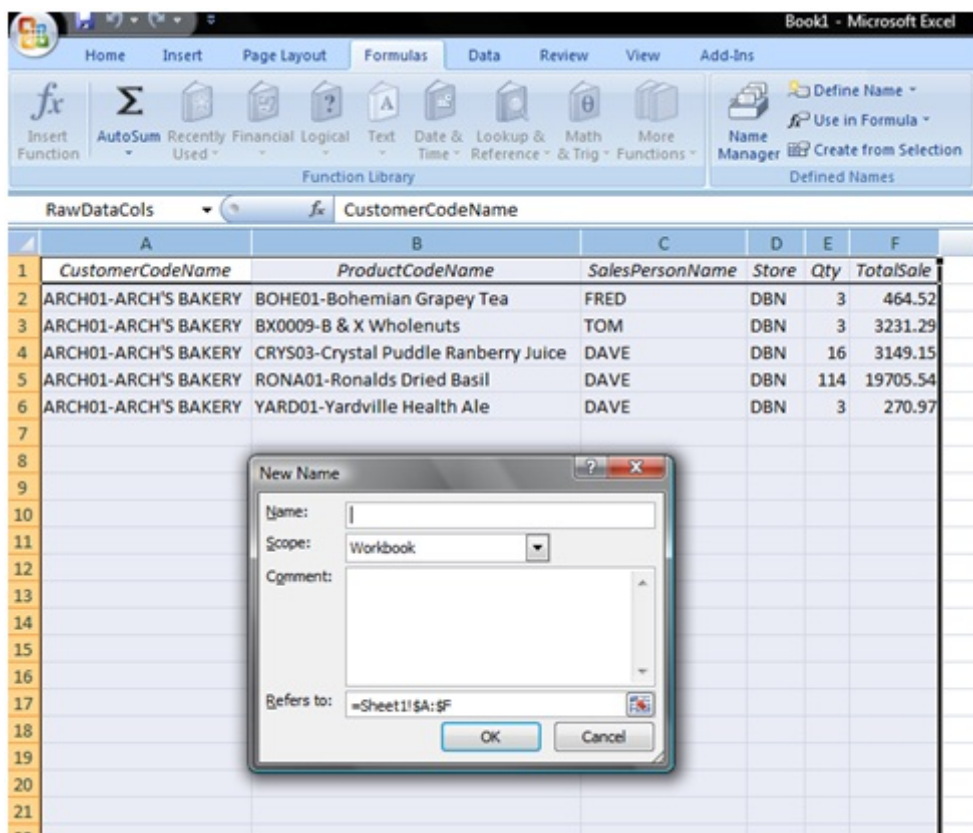 Book1 - Microsoft Excel
Home Insert Page Layout Formulas Data Review View Add-Ins
fx Insert Function
Σ AutoSum
Recently Used
Financial
Logical
Text
Date & Time
Lookup & Reference
Math & Trig
More Functions
Function Library
Name Manager
Define Name
Use in Formula
Create from Selection
Defined Names
RawDataCols fx CustomerCodeName
A B C D E F
1 CustomerCodeName ProductCodeName SalesPersonName Store Qty TotalSale
2 ARCH01-ARCH'S BAKERY BOHE01-Bohemian Grapey Tea FRED DBN 3 464.52
3 ARCH01-ARCH'S BAKERY BX0009-B & X Wholenuts TOM DBN 3 3231.29
4 ARCH01-ARCH'S BAKERY CRYS03-Crystal Puddle Ranberry Juice DAVE DBN 16 3149.15
5 ARCH01-ARCH'S BAKERY RONA01-Ronalds Dried Basil DAVE DBN 114 19705.54
6 ARCH01-ARCH'S BAKERY YARD01-Yardville Health Ale DAVE DBN 3 270.97
7
8
9
10
11
12
13
14
15
16
17
18
19
20
21
New Name
?
X
Name:
Scope: Workbook
Comment:
Refers to: =Sheet1!$A:$F
OK Cancel